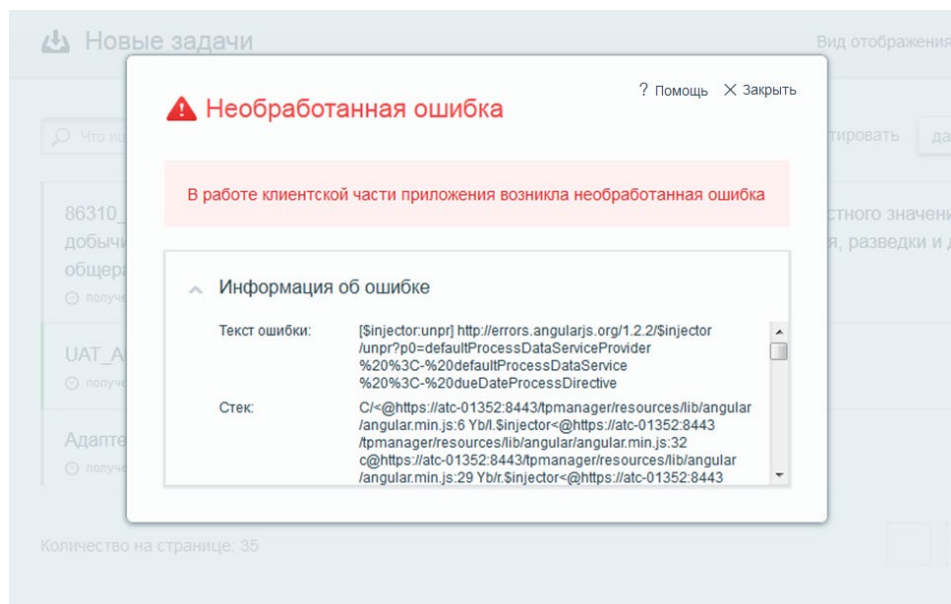 Новые задачи
Вид отображения
? Помощь
Закрыть
Необработанная ошибка
Что
тировать
В работе клиентской части приложения возникла необработанная ошибка
86310_
стного значени
добычи
я, разведки и
общера
получе
Информация об ошибке
Текст ошибки: [$injector:unpr] http://errors.angularjs.org/1.2.2/$injector
/unpr?p0=defaultProcessDataServiceProvider
%20%3C-%20defaultProcessDataService
%20%3C-%20dueDateProcessDirective
UAT_A
получе
Стек: C/<@https://atc-01352:8443/tpmanager/resources/lib/angular
/angular.min.js:6 Yb/l.$injector<@https://atc-01352:8443
/tpmanager/resources/lib/angular/angular.min.js:32
c@https://atc-01352:8443/tpmanager/resources/lib/angular
/angular.min.js:29 Yb/r.$injector<@https://atc-01352:8443
Адапте
получе
Количество на странице: 35